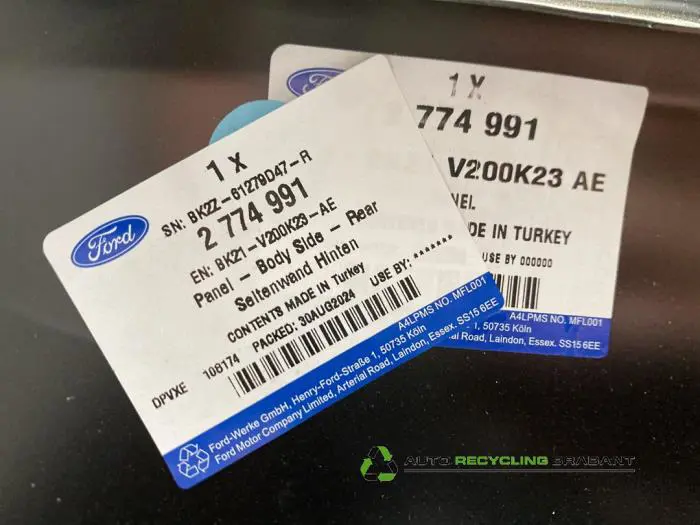 1 X
SN: BK2Z-61279D47-R
2 774 991
EN: BK21-V200K23-AE
Panel - Body Side - Rear
Seitenwand Hinten
CONTENTS MADE IN Turkey
PACKED: 30AUG2024 USE BY: *******
DPVXE 108174
A4LPMS NO. MFL001
Ford
Ford-Werke GmbH, Henry-Ford-Straße 1, 50735 Köln
Ford Motor Company Limited, Arterial Road, Laindon, Essex. SS15 6EE
Ford
1 X
774 991
V200K23 AE
NEL
DE IN TURKEY
USE BY 000000
A4LPMS NO. MFL001
1, 50735 Köln
al Road, Laindon, Essex. SS15 6EE
AUTO RECYCLING BRABANT